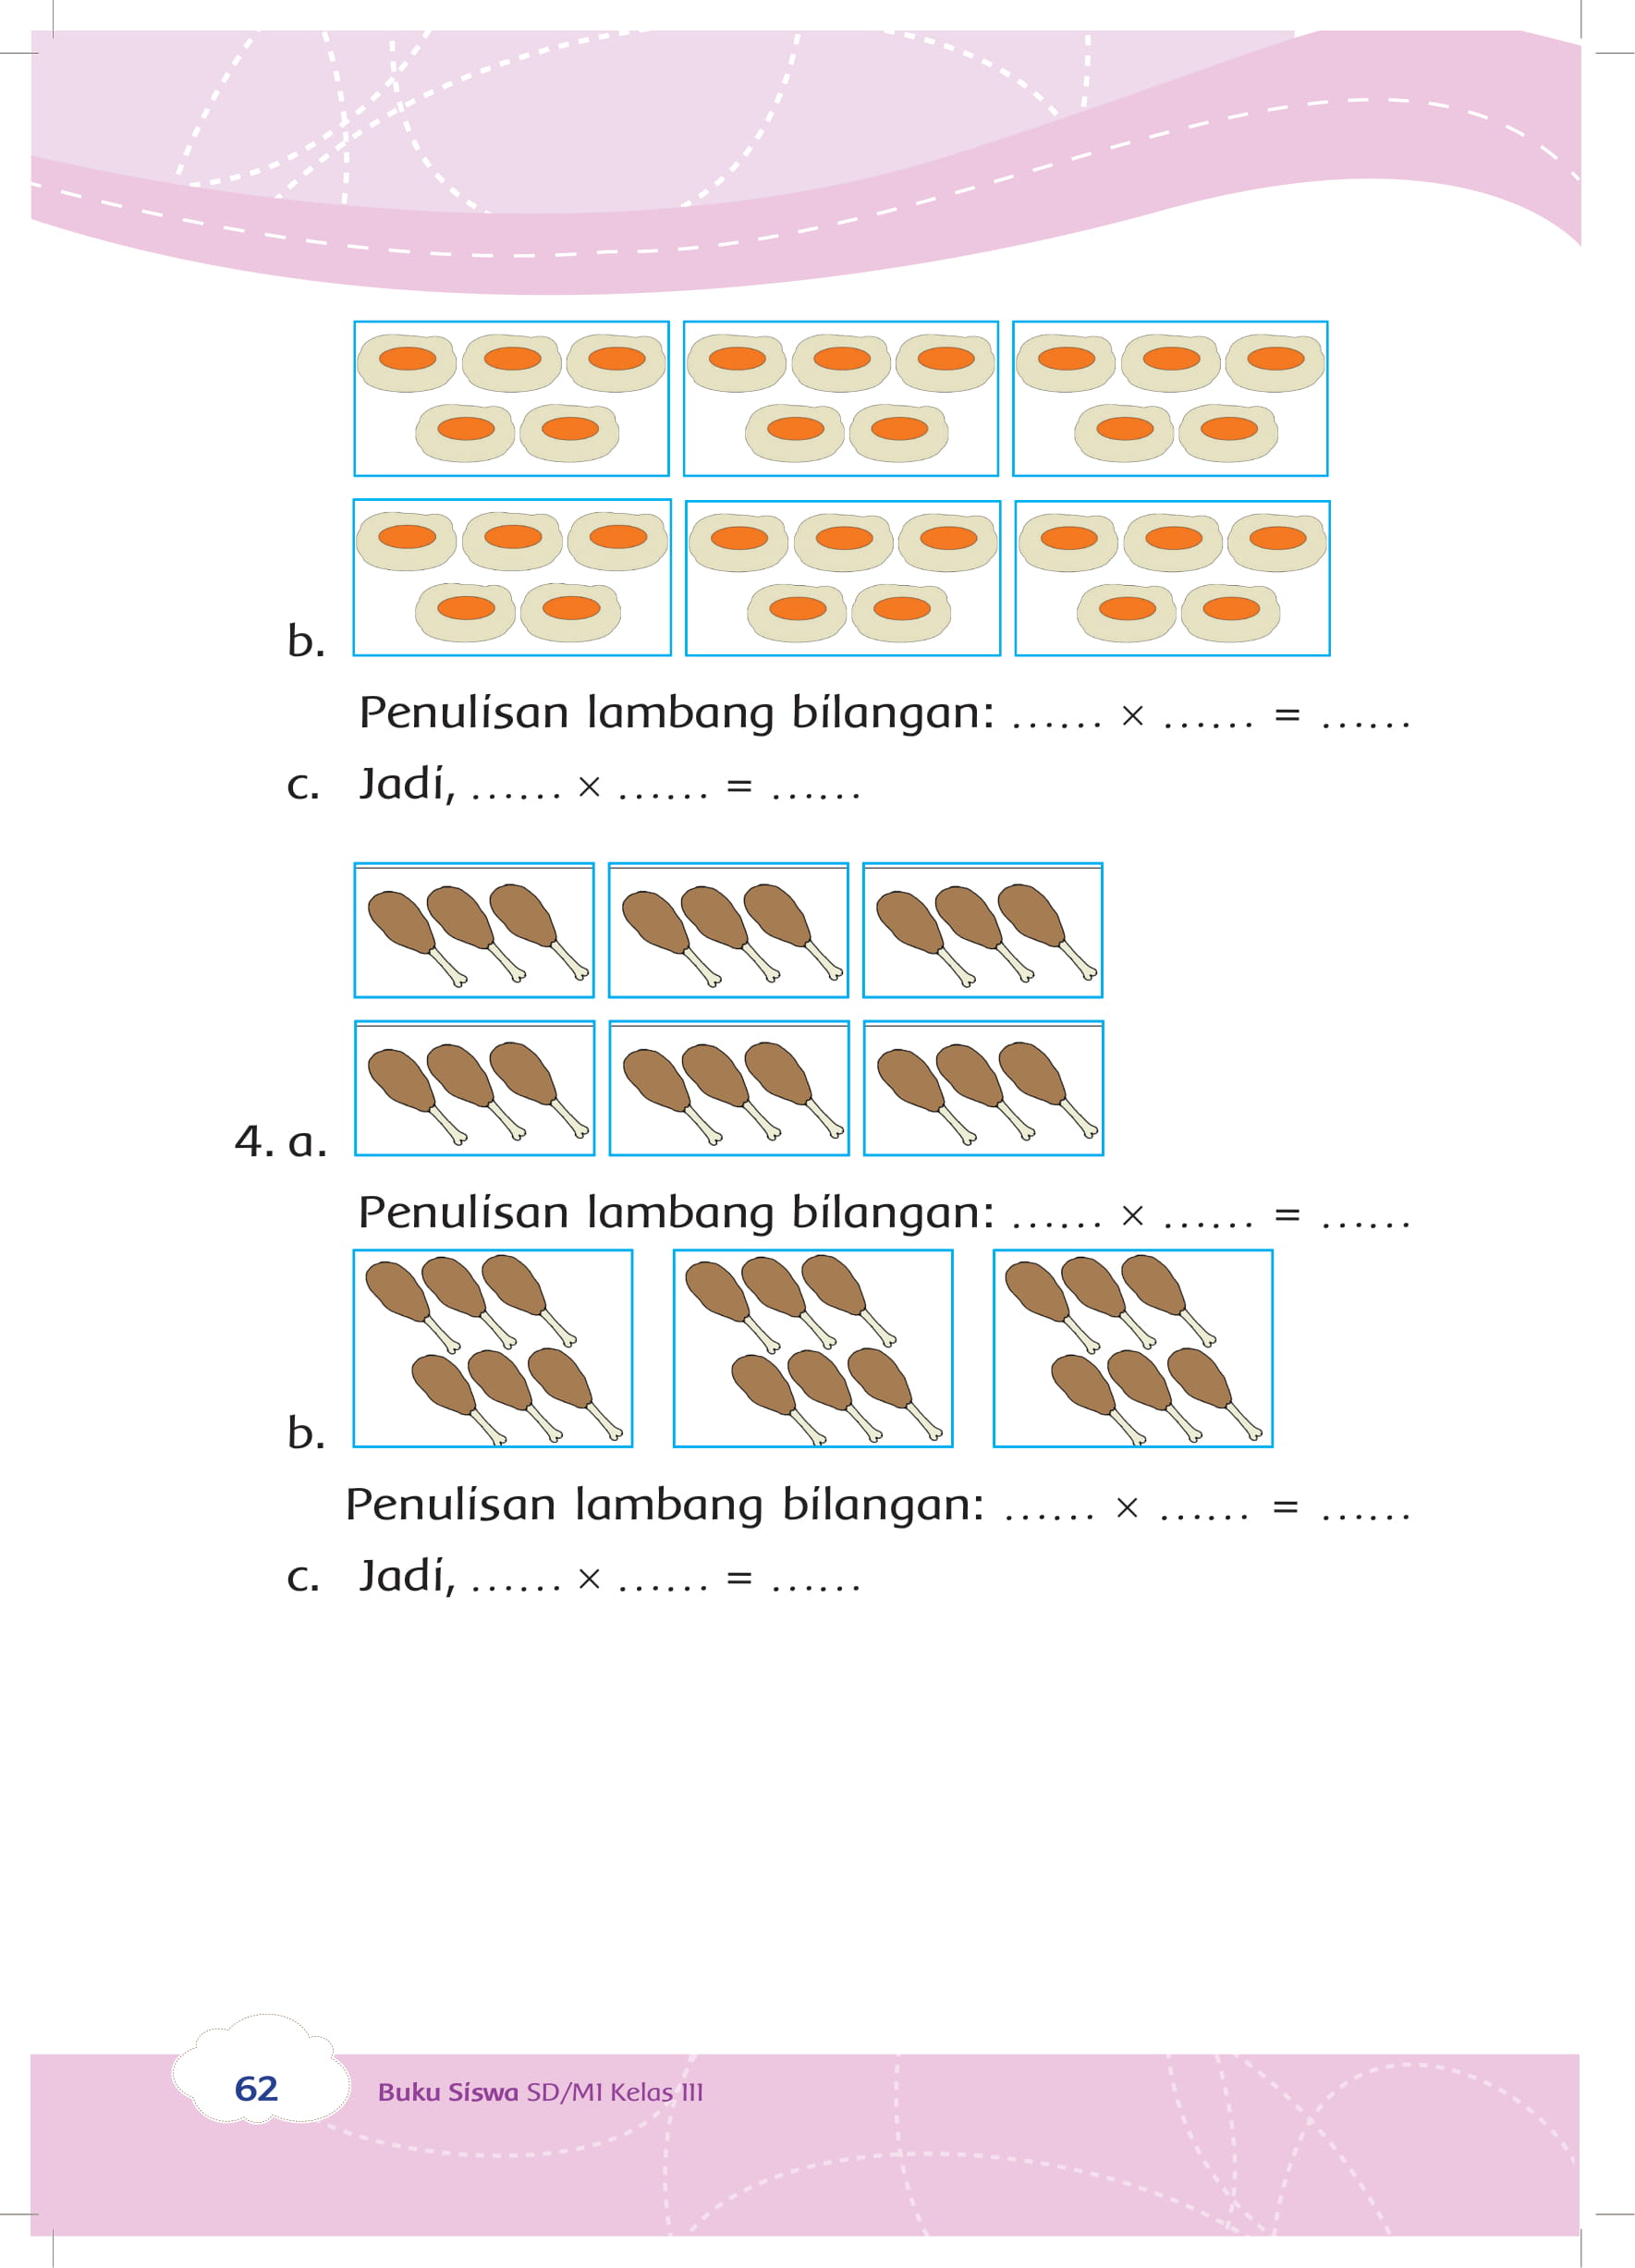 b.
Penulisan lambang bilangan: ...... × ...... = ......
c. Jadi, ...... × ...... = ......
4. a.
Penulisan lambang bilangan: ...... × ...... = ......
b.
Penulisan lambang bilangan: ...... × ...... = ......
c. Jadi, ...... × ...... = ......
62 Buku Siswa SD/MI Kelas III